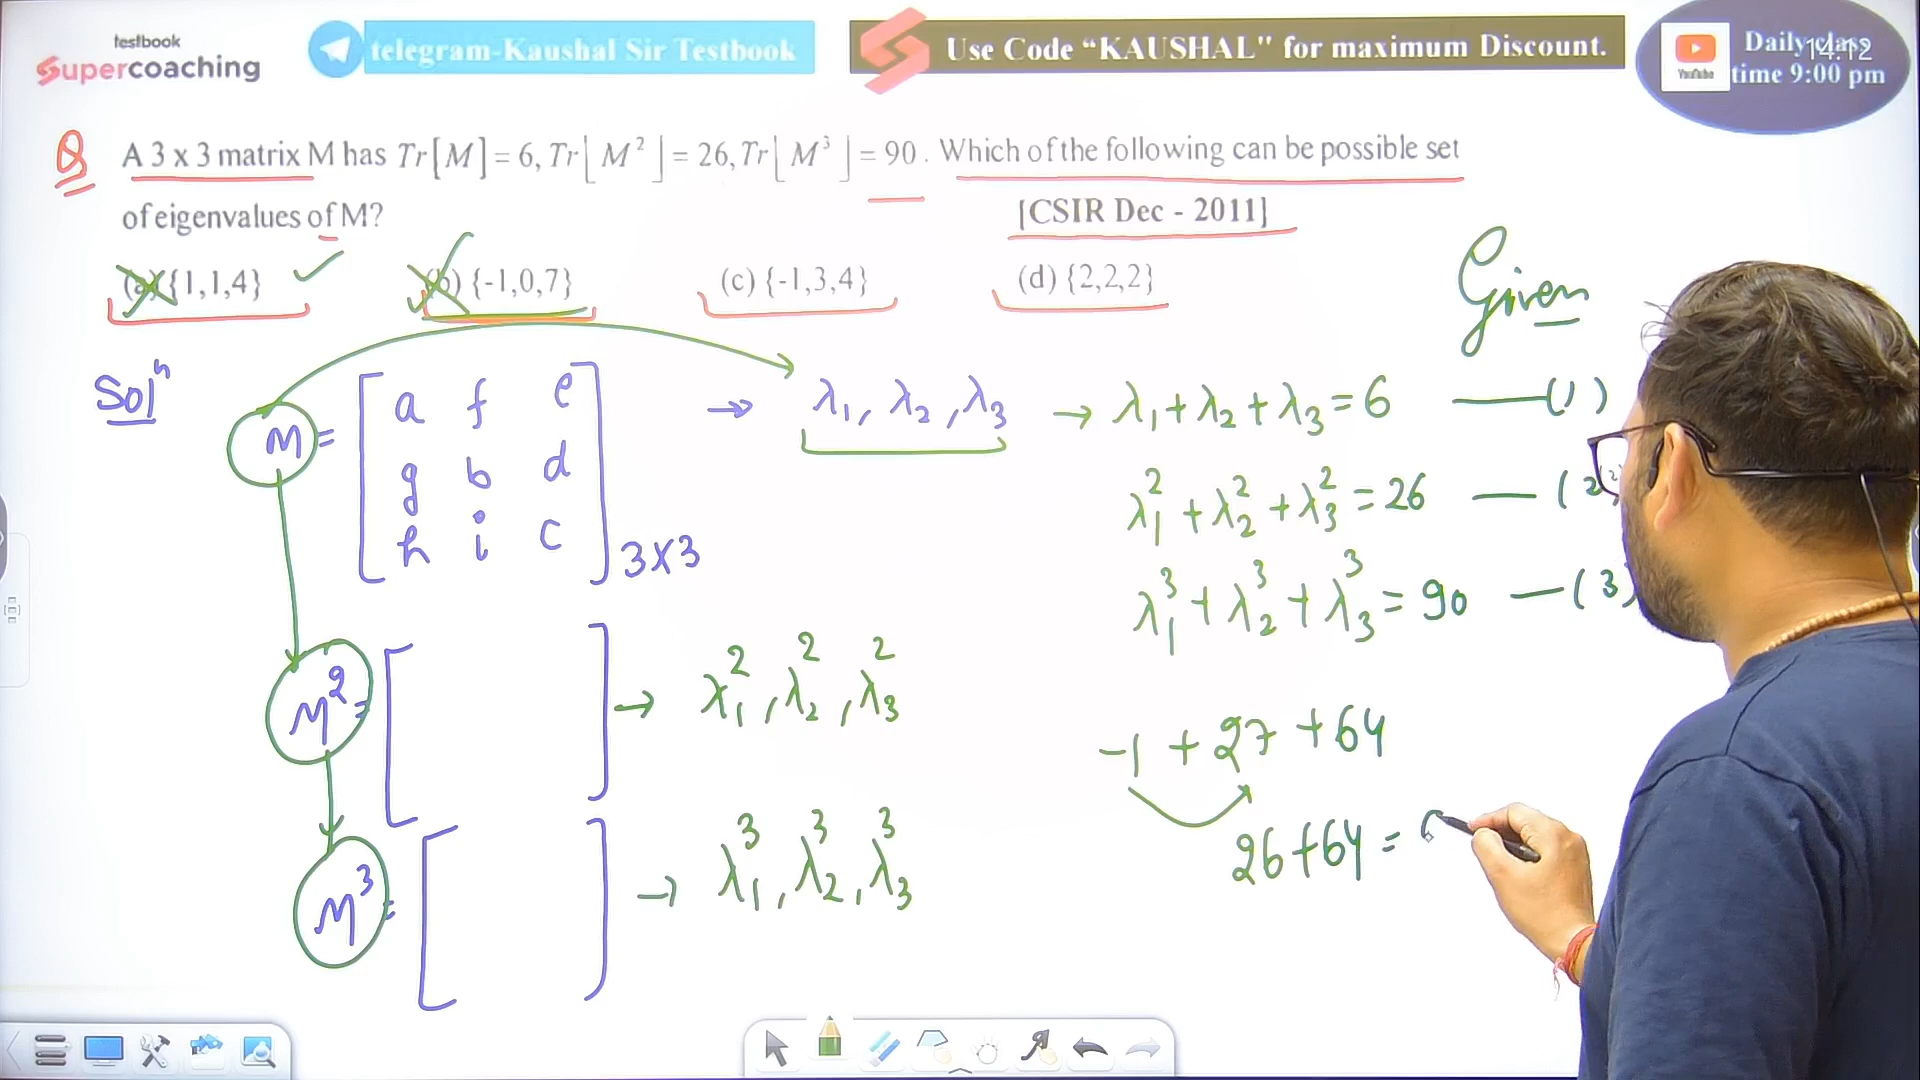 testbook
Supercoaching
telegram-Kaushal Sir Testbook
Use Code “KAUSHAL" for maximum Discount.
YouTube
Daily class
time 9:00 pm
14:12
Q A 3 x 3 matrix M has Tr[M] = 6, Tr⌊M²⌋ = 26, Tr⌊M³⌋ = 90. Which of the following can be possible set
of eigenvalues of M?
[CSIR Dec - 2011]
(a) {1,1,4} ✓ (b) {-1,0,7} (c) {-1,3,4} (d) {2,2,2}
Given
Solⁿ
M = [ a f e
g b d
h i c ] 3×3
→ λ₁, λ₂, λ₃ → λ₁ + λ₂ + λ₃ = 6 —(1)
λ₁² + λ₂² + λ₃² = 26 — (2)
λ₁³ + λ₂³ + λ₃³ = 90 —(3)
M² = [ ] → λ₁², λ₂², λ₃²
-1 + 27 + 64
26+64 =
M³ = [ ] → λ₁³, λ₂³, λ₃³